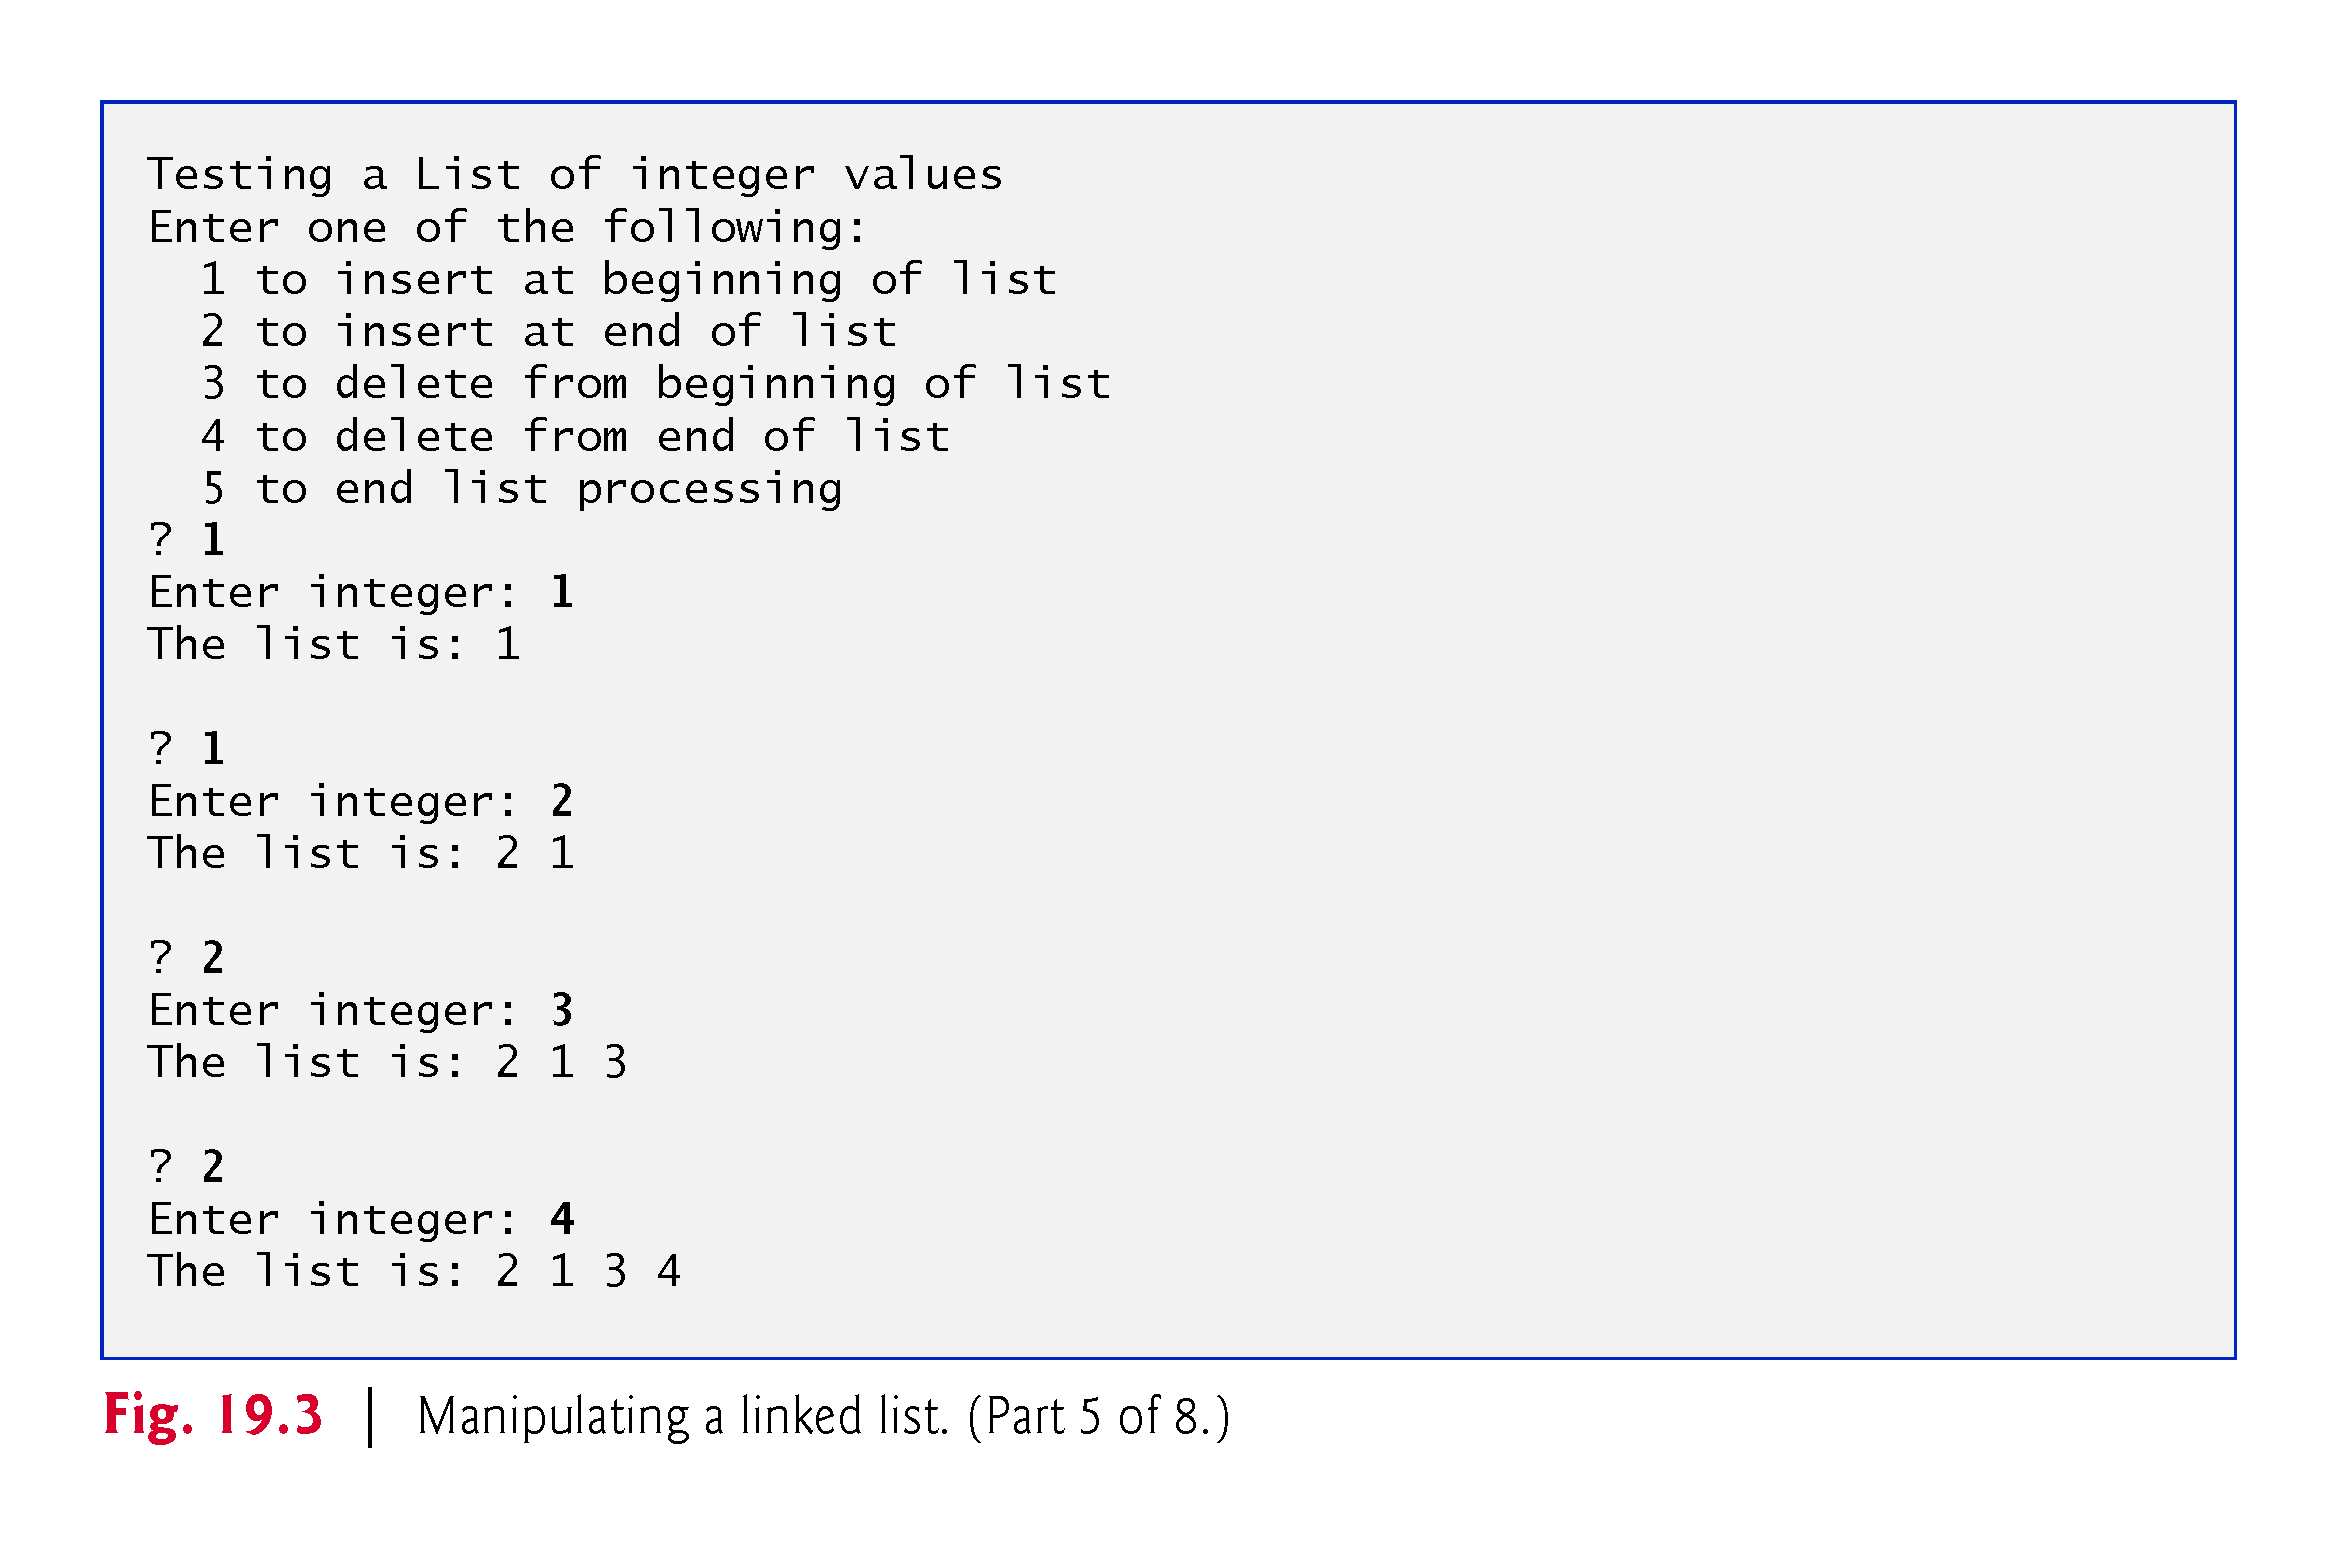 Testing a List of integer values
Enter one of the following:
  1 to insert at beginning of list
  2 to insert at end of list
  3 to delete from beginning of list
  4 to delete from end of list
  5 to end list processing
? 1
Enter integer: 1
The list is: 1

? 1
Enter integer: 2
The list is: 2 1

? 2
Enter integer: 3
The list is: 2 1 3

? 2
Enter integer: 4
The list is: 2 1 3 4

Fig. 19.3 | Manipulating a linked list. (Part 5 of 8.)